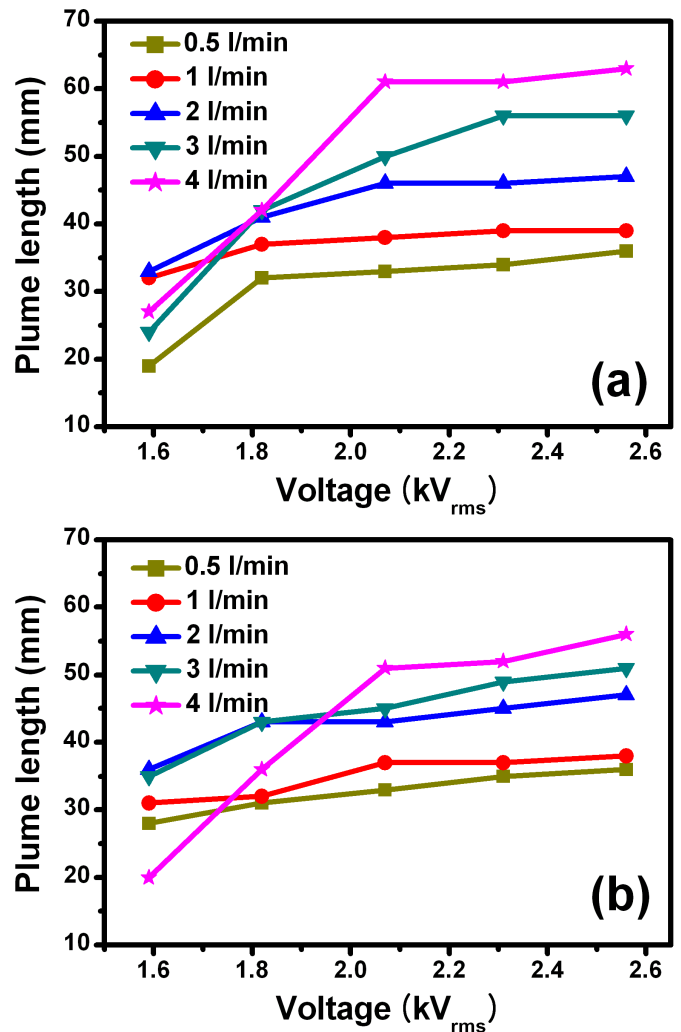 70
60
50
40
30
20
10
Plume length (mm)
0.5 l/min
1 l/min
2 l/min
3 l/min
4 l/min
(a)
1.6 1.8 2.0 2.2 2.4 2.6
Voltage (kVrms)
70
60
50
40
30
20
10
Plume length (mm)
0.5 l/min
1 l/min
2 l/min
3 l/min
4 l/min
(b)
1.6 1.8 2.0 2.2 2.4 2.6
Voltage (kVrms)